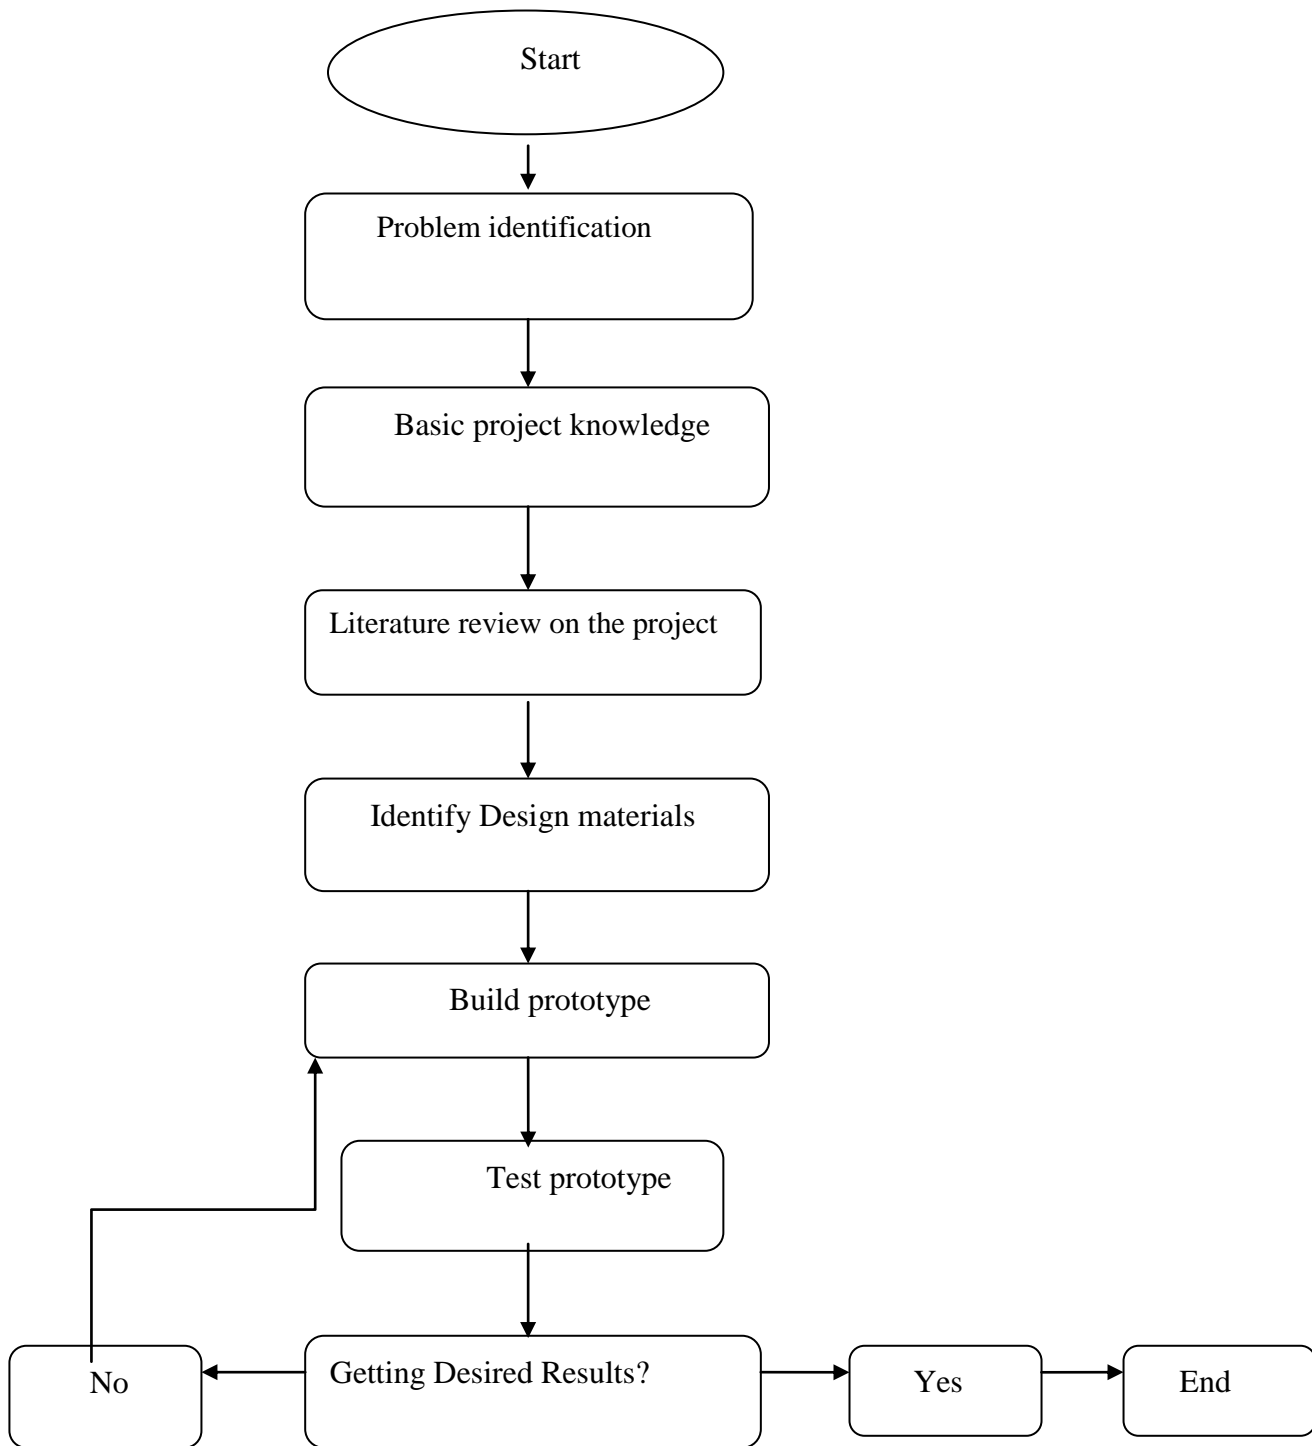 Start
Problem identification
Basic project knowledge
Literature review on the project
Identify Design materials
Build prototype
Test prototype
Getting Desired Results?
No
Yes
End